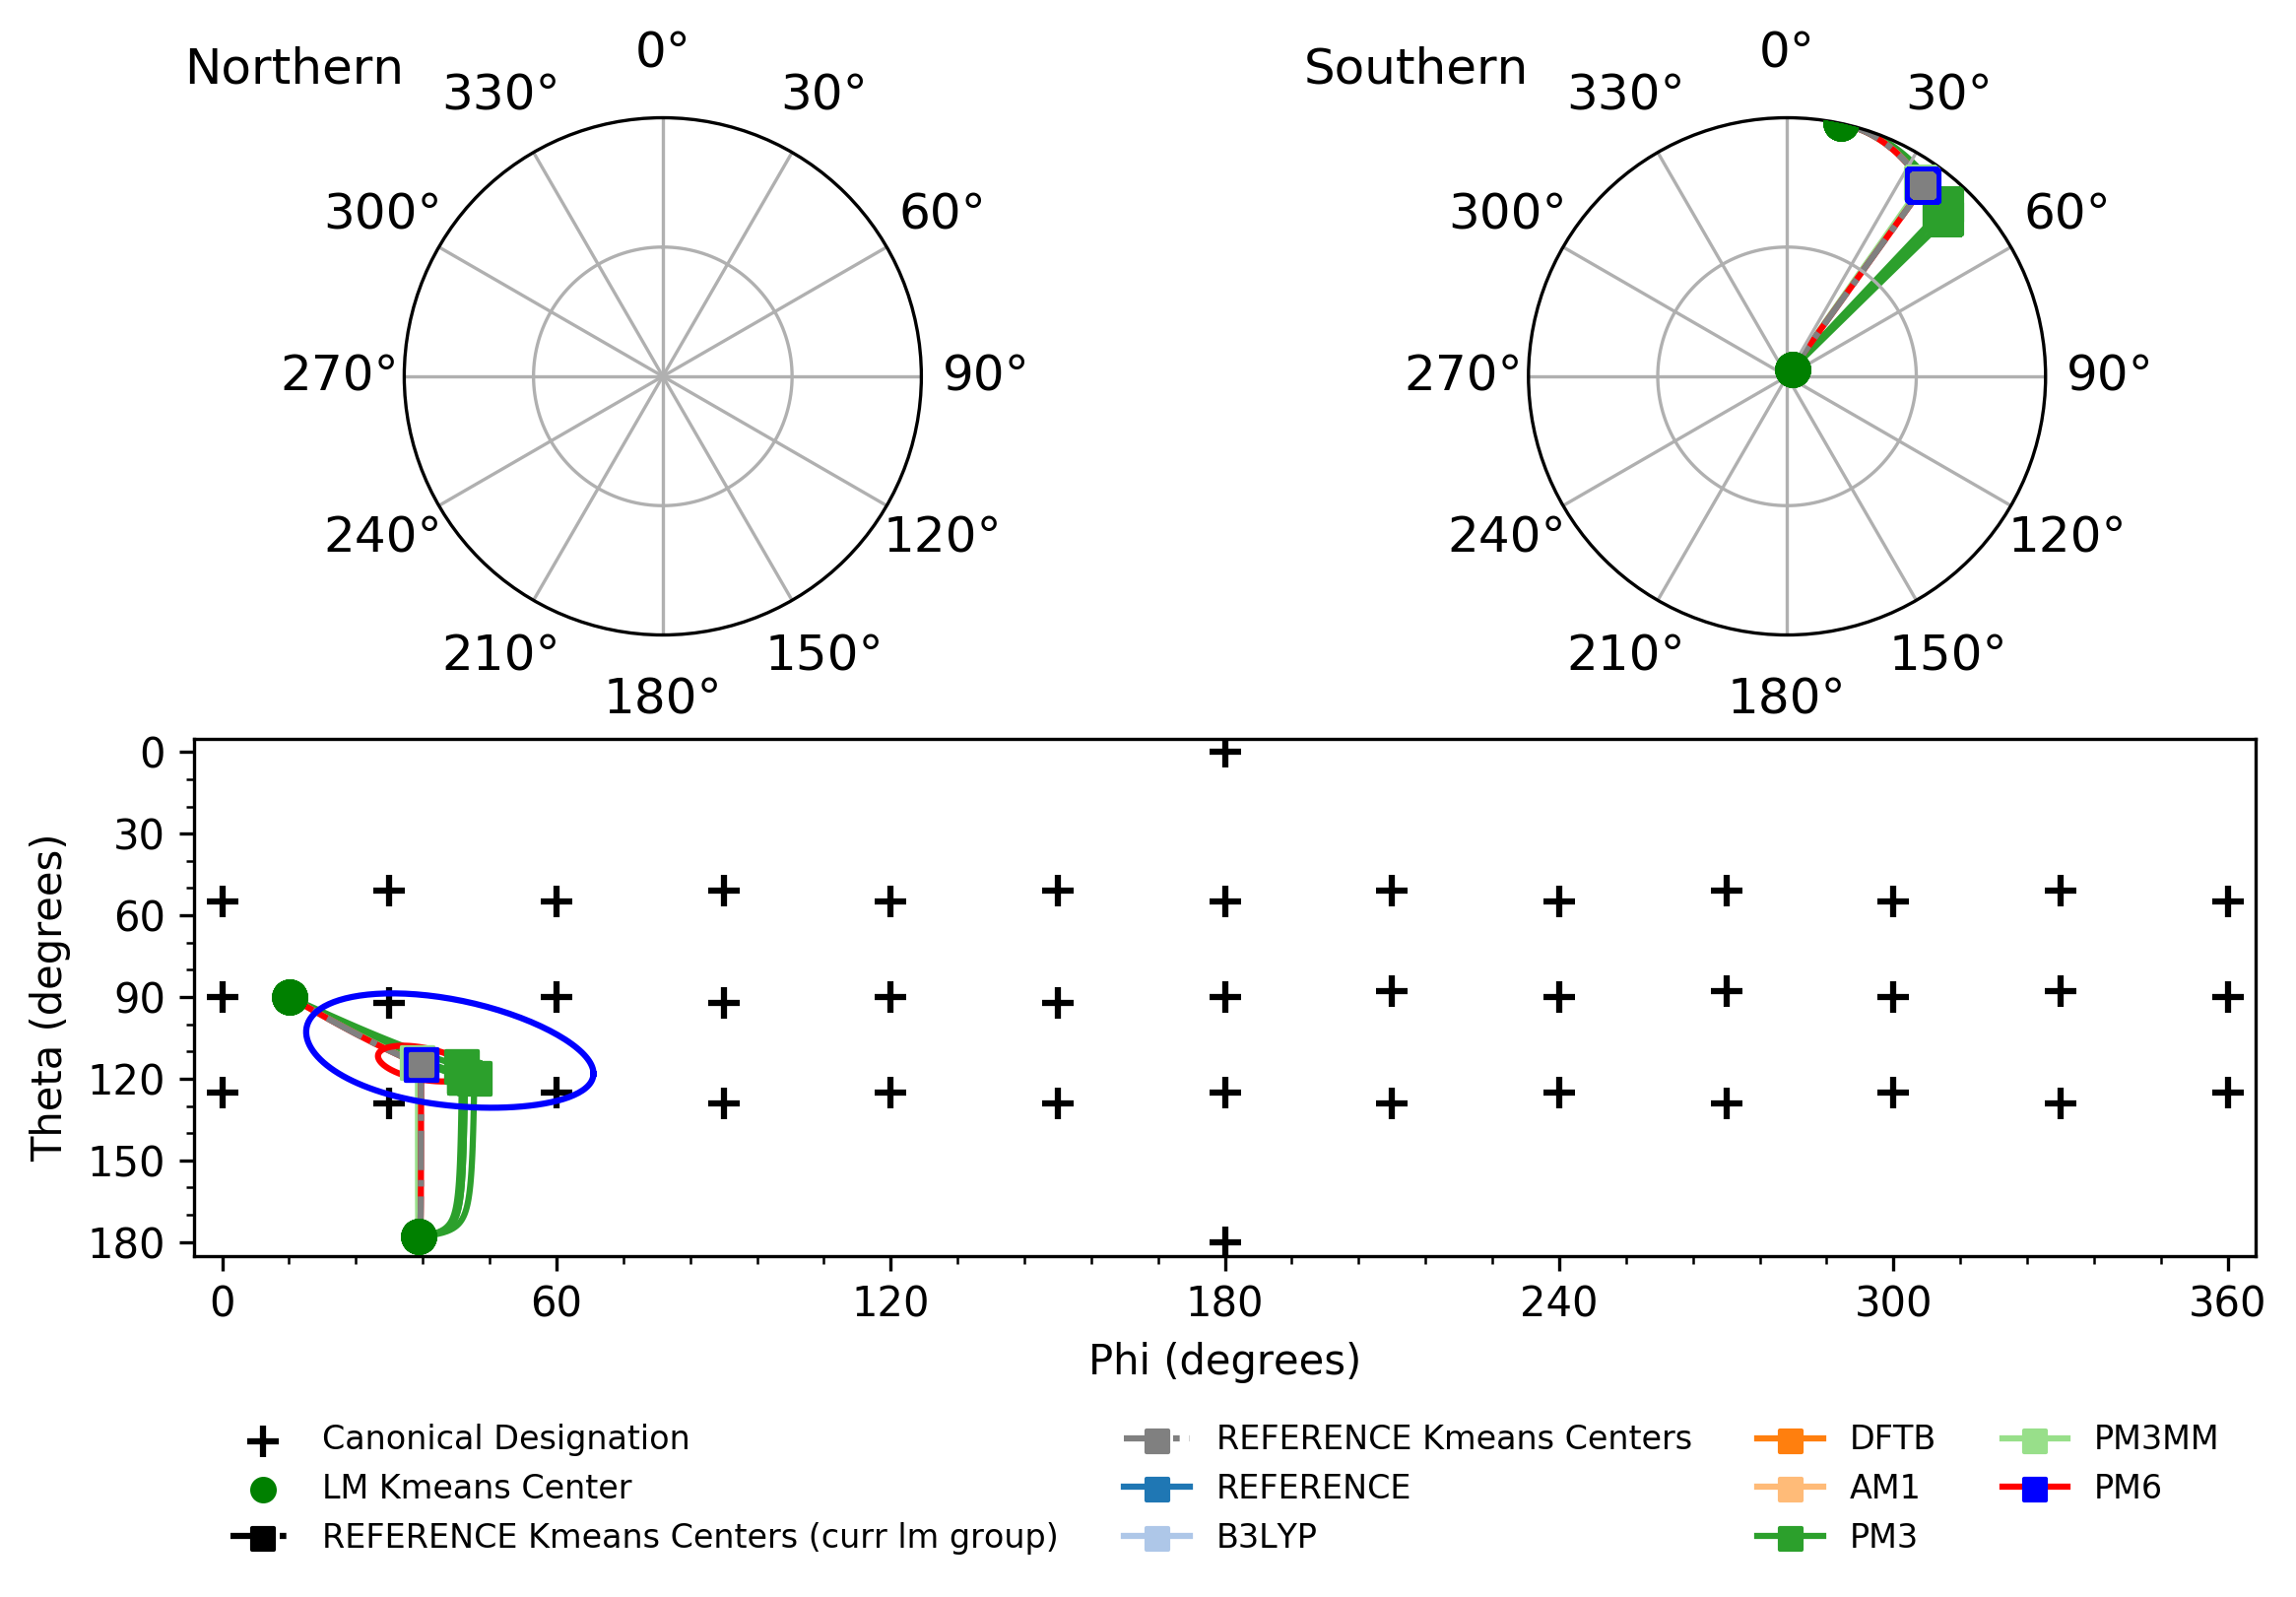 Northern
0°
330°
30°
300°
60°
270°
90°
240°
120°
210°
150°
180°
Southern
0°
330°
30°
300°
60°
270°
90°
240°
120°
210°
150°
180°
Theta (degrees)
0
30
60
90
120
150
180
0
60
120
180
240
300
360
Phi (degrees)
Canonical Designation
LM Kmeans Center
REFERENCE Kmeans Centers (curr lm group)
REFERENCE Kmeans Centers
REFERENCE
B3LYP
DFTB
AM1
PM3
PM3MM
PM6